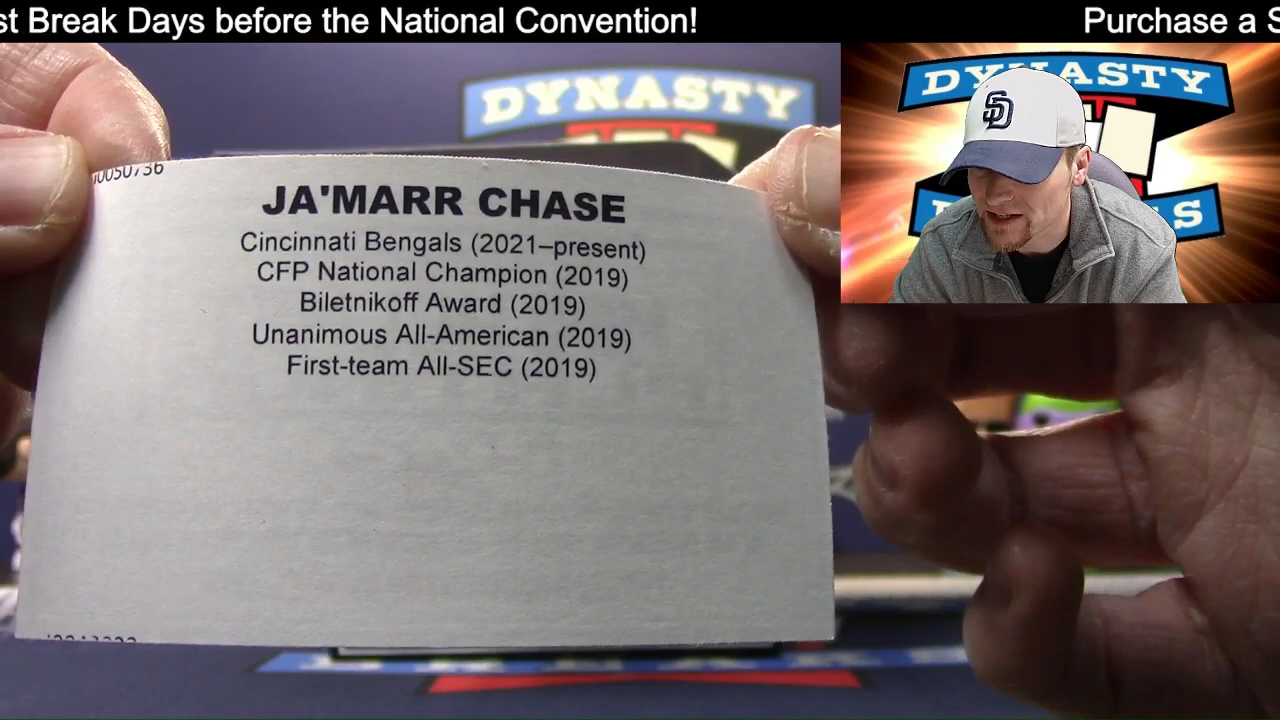 st Break Days before the National Convention!
Purchase a S
DYNASTY
DYNASTY
SD
S
JA'MARR CHASE
Cincinnati Bengals (2021–present)
CFP National Champion (2019)
Biletnikoff Award (2019)
Unanimous All-American (2019)
First-team All-SEC (2019)